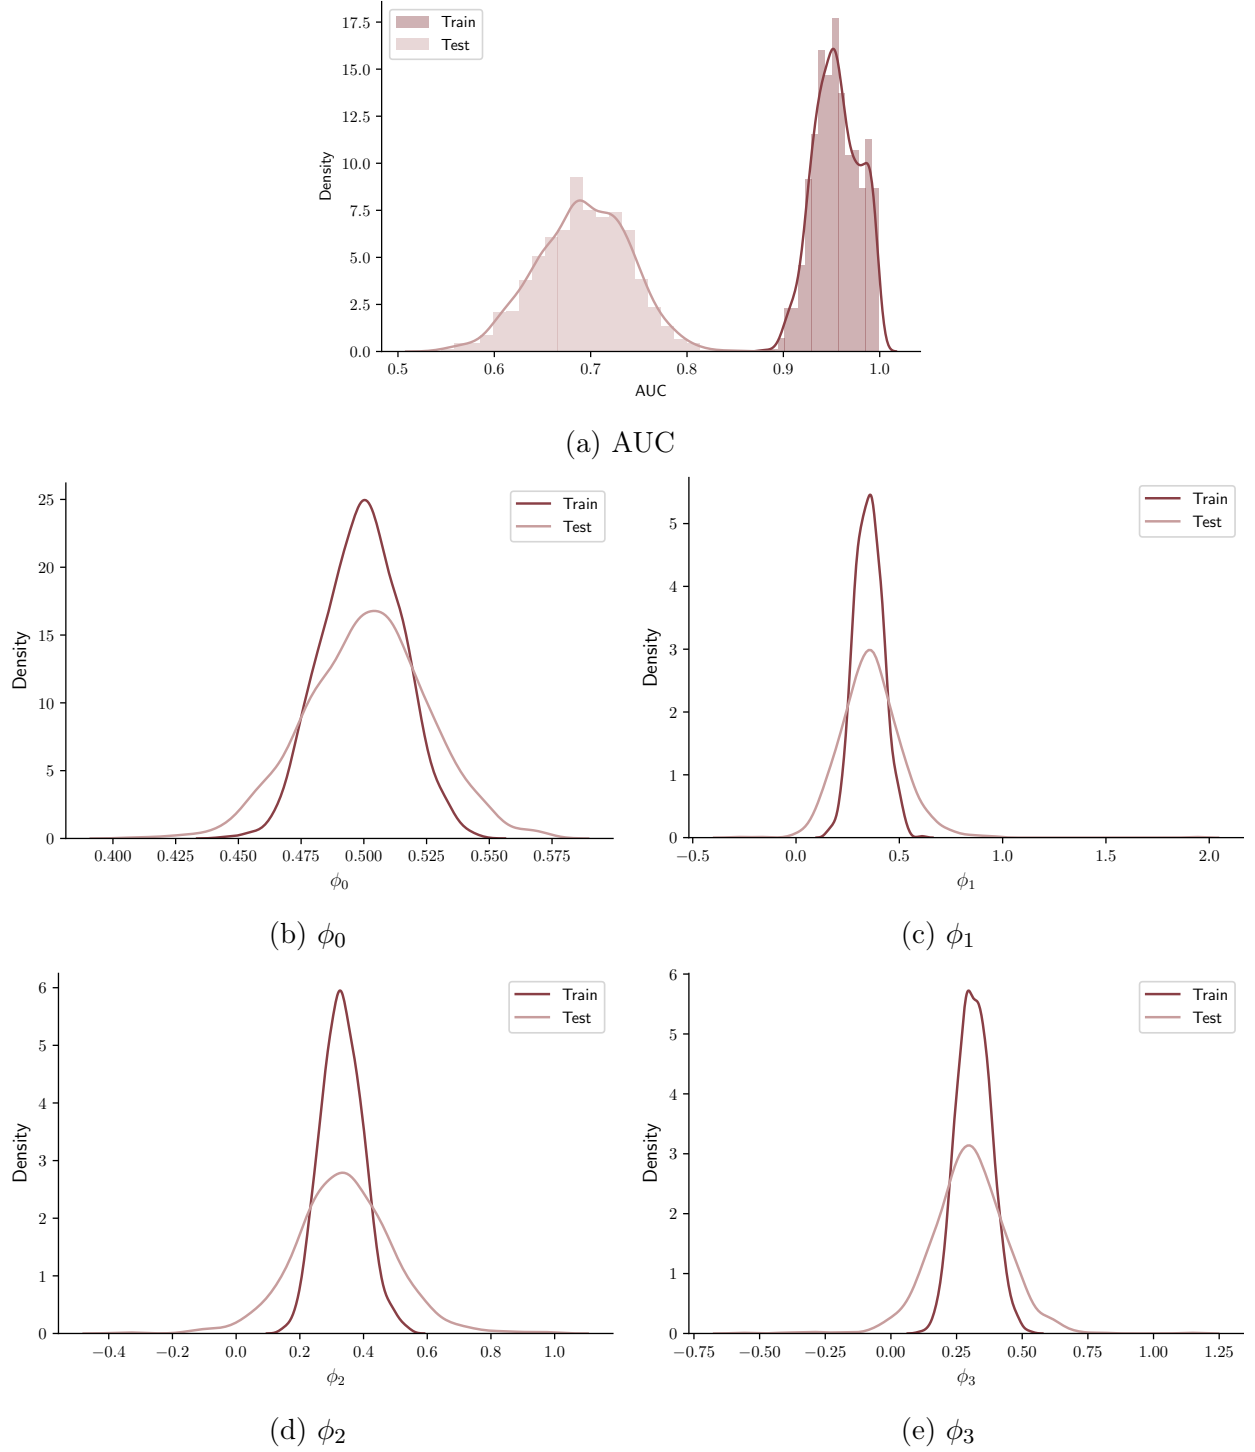 17.5
15.0
12.5
10.0
7.5
5.0
2.5
0.0
Density
Train
Test
0.5 0.6 0.7 0.8 0.9 1.0
AUC
(a) AUC
25
20
15
10
5
0
Density
Train
Test
0.400 0.425 0.450 0.475 0.500 0.525 0.550 0.575
ϕ₀
(b) ϕ₀
5
4
3
2
1
0
Density
Train
Test
−0.5 0.0 0.5 1.0 1.5 2.0
ϕ₁
(c) ϕ₁
6
5
4
3
2
1
0
Density
Train
Test
−0.4 −0.2 0.0 0.2 0.4 0.6 0.8 1.0
ϕ₂
(d) ϕ₂
6
5
4
3
2
1
0
Density
Train
Test
−0.75 −0.50 −0.25 0.00 0.25 0.50 0.75 1.00 1.25
ϕ₃
(e) ϕ₃